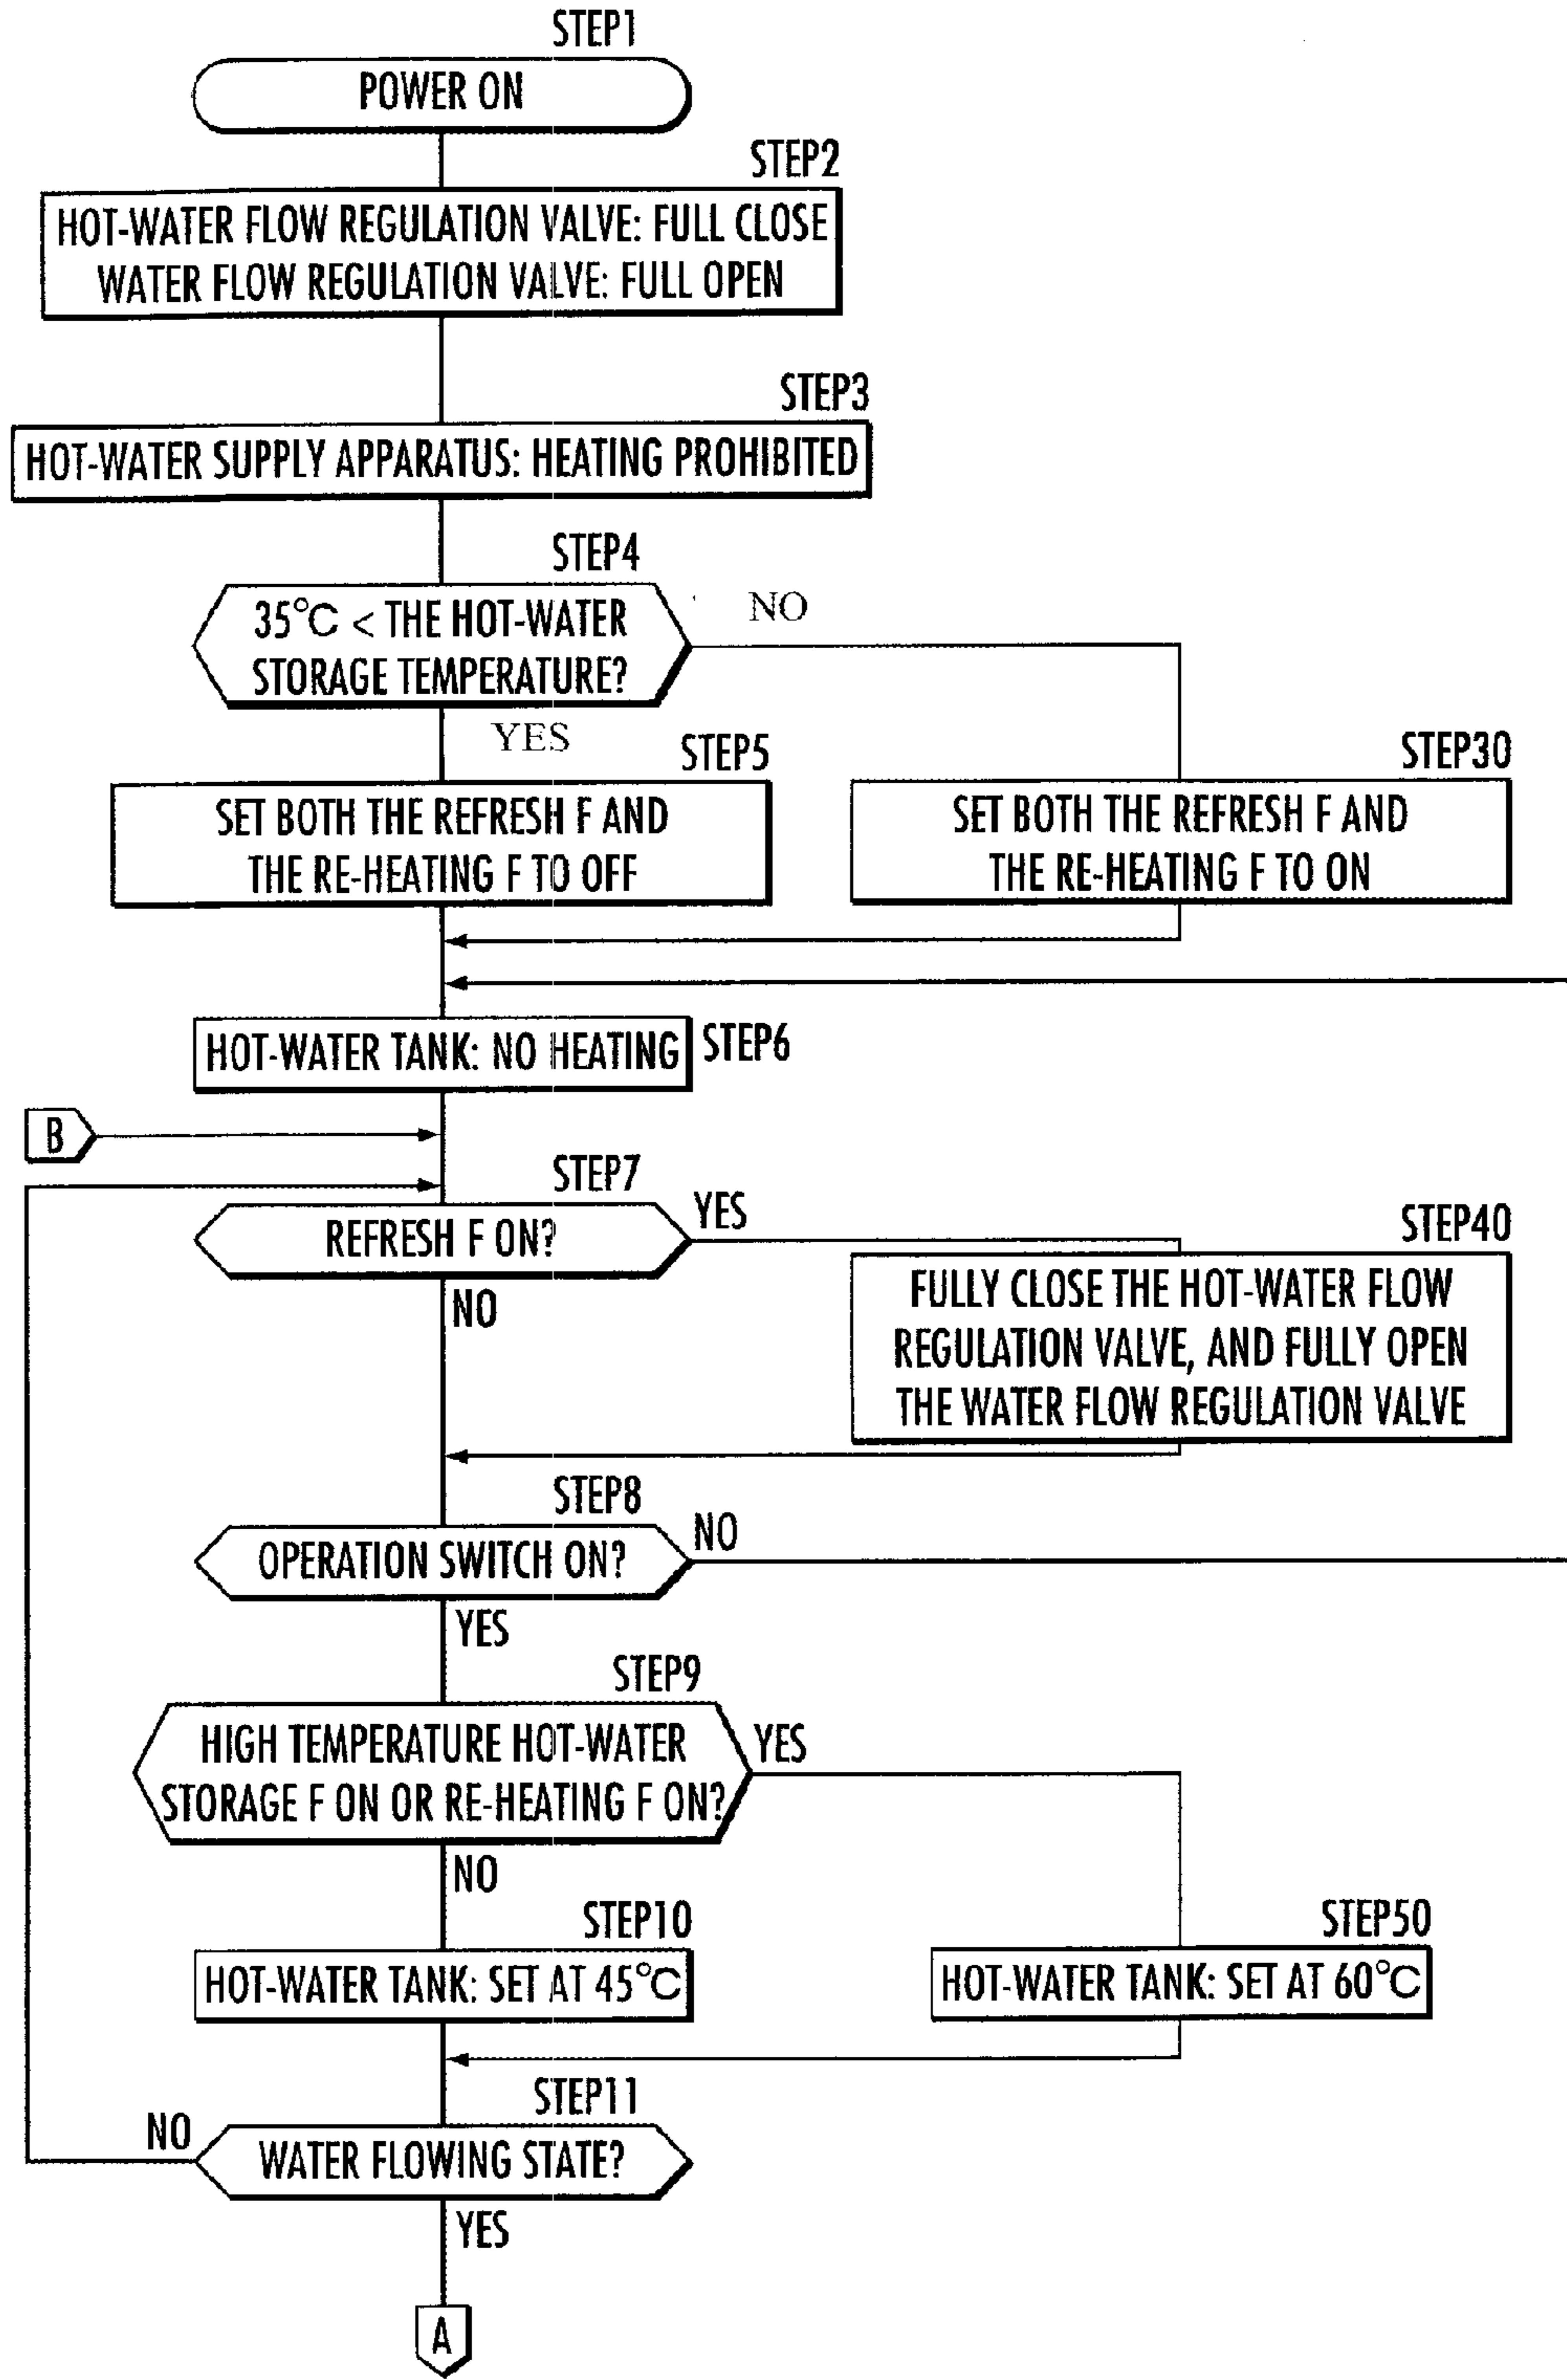 STEP1
POWER ON
STEP2
HOT-WATER FLOW REGULATION VALVE: FULL CLOSE
WATER FLOW REGULATION VALVE: FULL OPEN
STEP3
HOT-WATER SUPPLY APPARATUS: HEATING PROHIBITED
STEP4
35°C < THE HOT-WATER
STORAGE TEMPERATURE?
NO
YES
STEP5
SET BOTH THE REFRESH F AND
THE RE-HEATING F TO OFF
STEP30
SET BOTH THE REFRESH F AND
THE RE-HEATING F TO ON
HOT-WATER TANK: NO HEATING
STEP6
B
STEP7
REFRESH F ON?
YES
NO
STEP40
FULLY CLOSE THE HOT-WATER FLOW
REGULATION VALVE, AND FULLY OPEN
THE WATER FLOW REGULATION VALVE
STEP8
OPERATION SWITCH ON?
NO
YES
STEP9
HIGH TEMPERATURE HOT-WATER
STORAGE F ON OR RE-HEATING F ON?
YES
NO
STEP10
HOT-WATER TANK: SET AT 45°C
STEP50
HOT-WATER TANK: SET AT 60°C
STEP11
NO
WATER FLOWING STATE?
YES
A